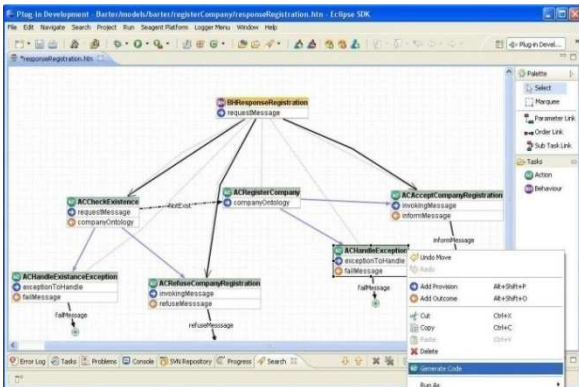 Plug-in Development - Barter/models/barter/registerCompany/responseRegistration.htn - Eclipse SDK
File Edit Navigate Search Project Run Seagent Platform Logger Menu Window Help
Plug-in Devel...
*responseRegistration.htn
Palette
Select
Marquee
Parameter Link
Order Link
Sub Task Link
Tasks
Action
Behaviour
BHResponseRegistration
requestMessage
ACCheckExistence
requestMessage
companyOntology
NotExist
ACRegisterCompany
companyOntology
ACAcceptCompanyRegistration
invokingMessage
informMessage
informMessage
ACHandleExistanceException
exceptionToHandle
failMessage
failMessage
ACRefuseCompanyRegistration
invokingMessage
refuseMesssage
refuseMesssage
ACHandleException
exceptionToHandle
failMessage
failMessage
Undo Move
Redo
Add Provision Alt+Shift+P
Add Outcome Alt+Shift+O
Cut Ctrl+X
Copy Ctrl+C
Paste Ctrl+V
Delete
Generate Code
Run As
Error Log Tasks Problems Console SVN Repository Progress Search